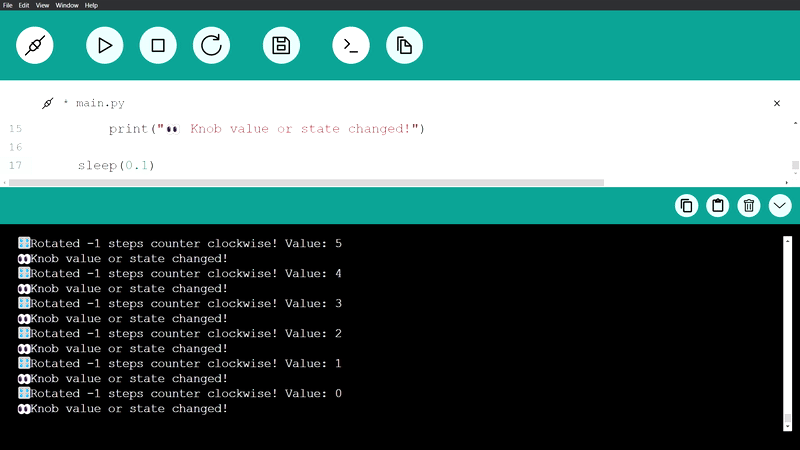 File Edit View Window Help
* main.py
15 print("👀 Knob value or state changed!")
16
17 sleep(0.1)
Rotated -1 steps counter clockwise! Value: 5
👀Knob value or state changed!
Rotated -1 steps counter clockwise! Value: 4
👀Knob value or state changed!
Rotated -1 steps counter clockwise! Value: 3
👀Knob value or state changed!
Rotated -1 steps counter clockwise! Value: 2
👀Knob value or state changed!
Rotated -1 steps counter clockwise! Value: 1
👀Knob value or state changed!
Rotated -1 steps counter clockwise! Value: 0
👀Knob value or state changed!